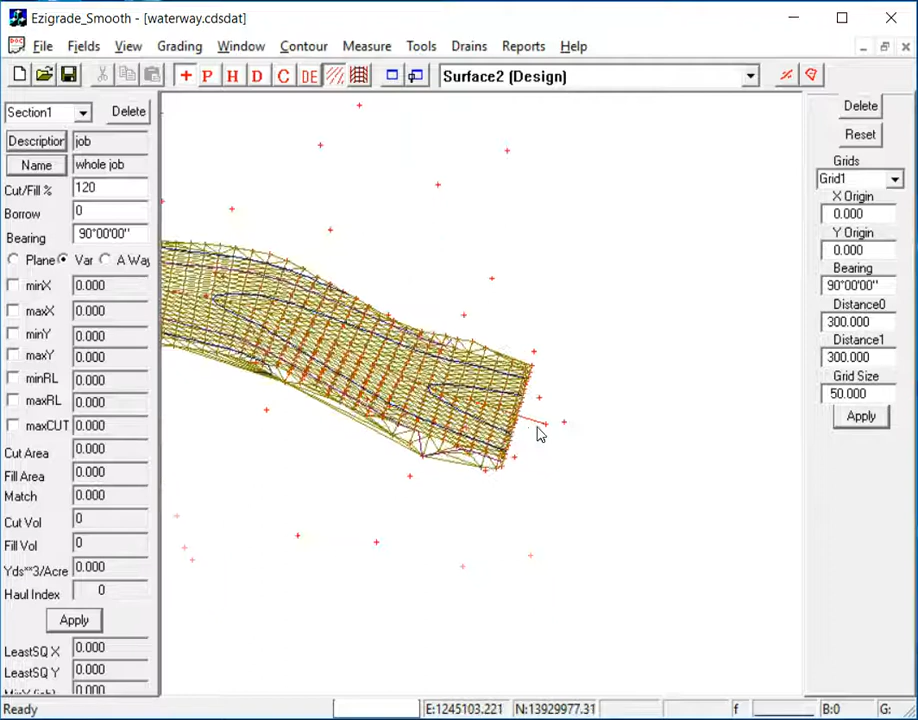 Ezigrade_Smooth - [waterway.cdsdat]
File Fields View Grading Window Contour Measure Tools Drains Reports Help
+ P H D C DE Surface2 (Design)
Section1 Delete
Description job
Name whole job
Cut/Fill % 120
Borrow 0
Bearing 90°00'00"
Plane Var A Way
minX 0.000
maxX 0.000
minY 0.000
maxY 0.000
minRL 0.000
maxRL 0.000
maxCUT 0.000
Cut Area 0.000
Fill Area 0.000
Match 0.000
Cut Vol 0
Fill Vol 0
Yds**3/Acre 0.000
Haul Index 0
Apply
LeastSQ X 0.000
LeastSQ Y 0.000
Delete
Reset
Grids
Grid1
X Origin
0.000
Y Origin
0.000
Bearing
90°00'00"
Distance0
300.000
Distance1
300.000
Grid Size
50.000
Apply
Ready E:1245103.221 N:13929977.31 f B:0 G: